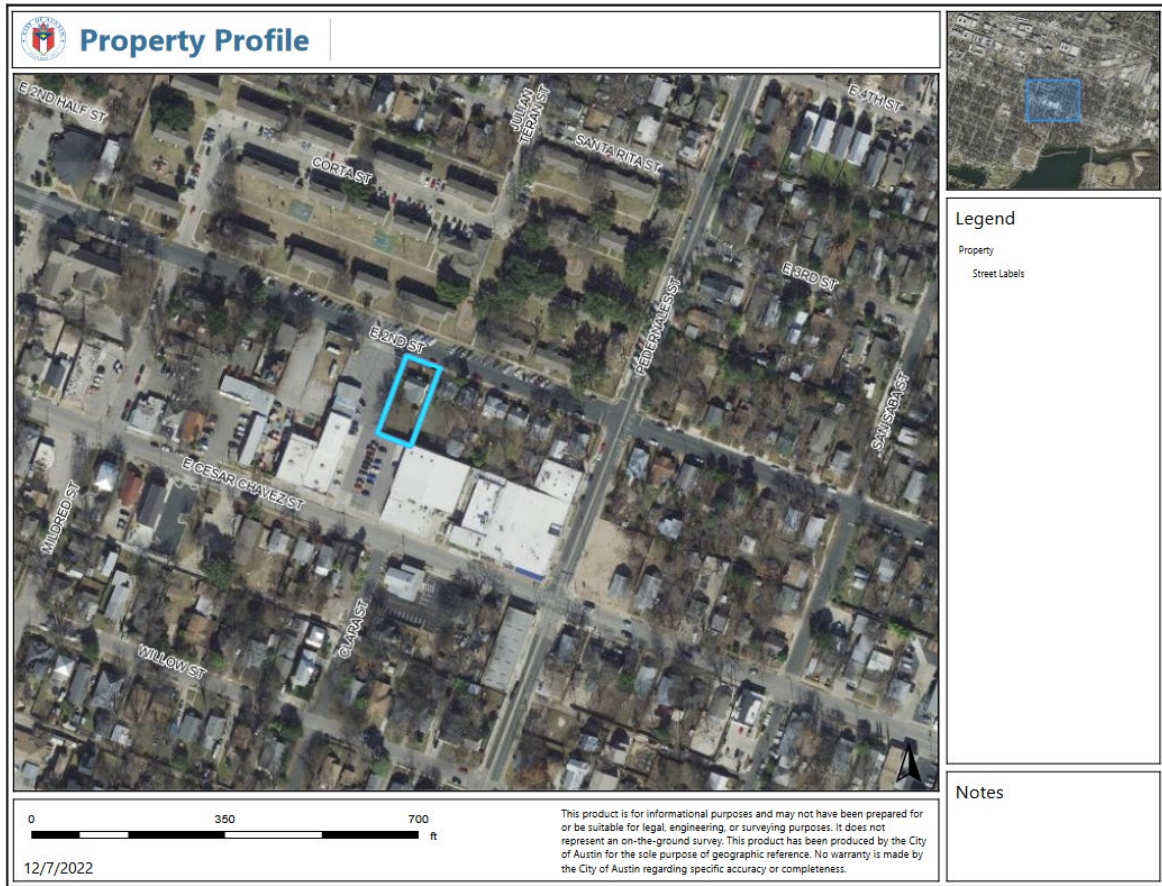 Property Profile
E 2ND HALF ST
CORTA ST
JULIAN
TERAN ST
SANTA RITA ST
E 4TH ST
E 3RD ST
PEDERNALES ST
SAN SABA ST
E 2ND ST
E CESAR CHAVEZ ST
MILDRED ST
CLARA ST
WILLOW ST
Legend
Property
Street Labels
Notes
0 350 700
ft
12/7/2022
This product is for informational purposes and may not have been prepared for
or be suitable for legal, engineering, or surveying purposes. It does not
represent an on-the-ground survey. This product has been produced by the City
of Austin for the sole purpose of geographic reference. No warranty is made by
the City of Austin regarding specific accuracy or completeness.